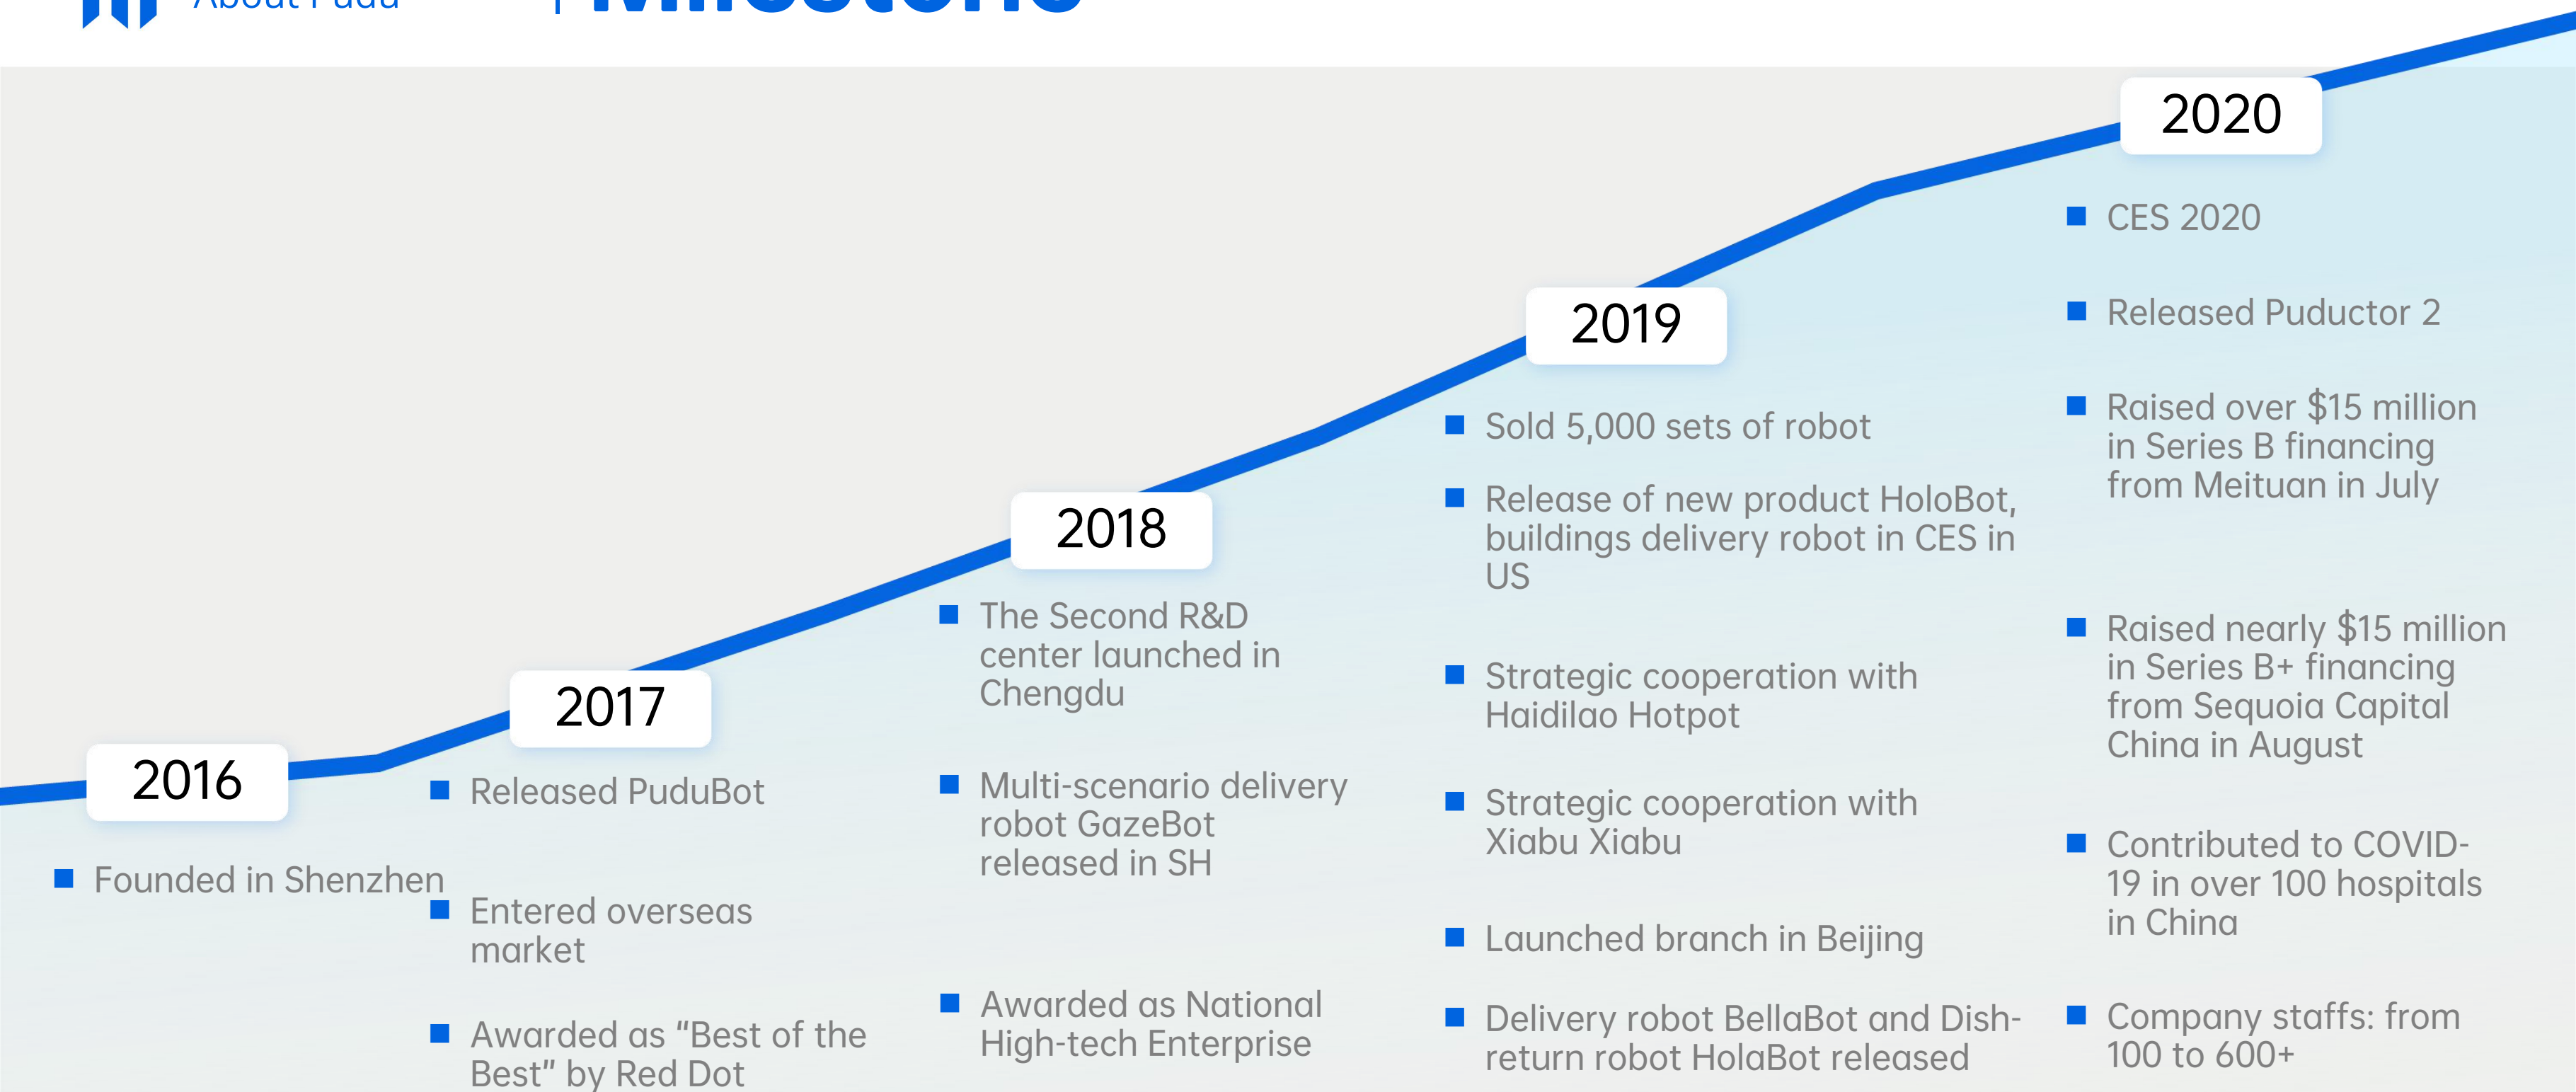 About Pudu
Milestone
2016
Founded in Shenzhen
2017
Released PuduBot
Entered overseas
market
Awarded as "Best of the
Best" by Red Dot
2018
The Second R&D
center launched in
Chengdu
Multi-scenario delivery
robot GazeBot
released in SH
Awarded as National
High-tech Enterprise
2019
Sold 5,000 sets of robot
Release of new product HoloBot,
buildings delivery robot in CES in
US
Strategic cooperation with
Haidilao Hotpot
Strategic cooperation with
Xiabu Xiabu
Launched branch in Beijing
Delivery robot BellaBot and Dish-
return robot HolaBot released
2020
CES 2020
Released Puductor 2
Raised over $15 million
in Series B financing
from Meituan in July
Raised nearly $15 million
in Series B+ financing
from Sequoia Capital
China in August
Contributed to COVID-
19 in over 100 hospitals
in China
Company staffs: from
100 to 600+